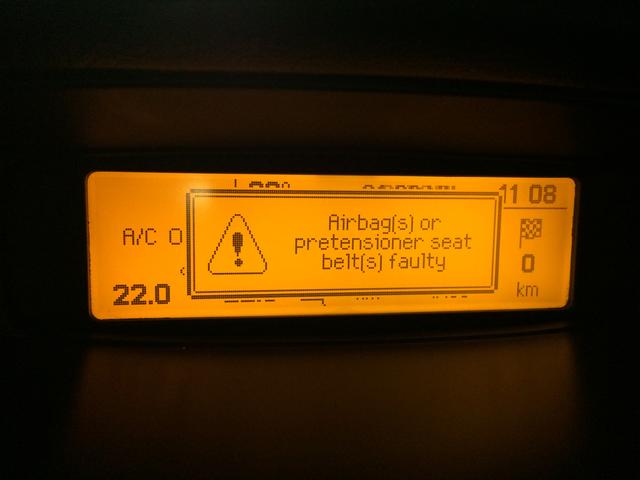 11 08
A/C O
Airbag(s) or
pretensioner seat
belt(s) faulty
0
km
22.0